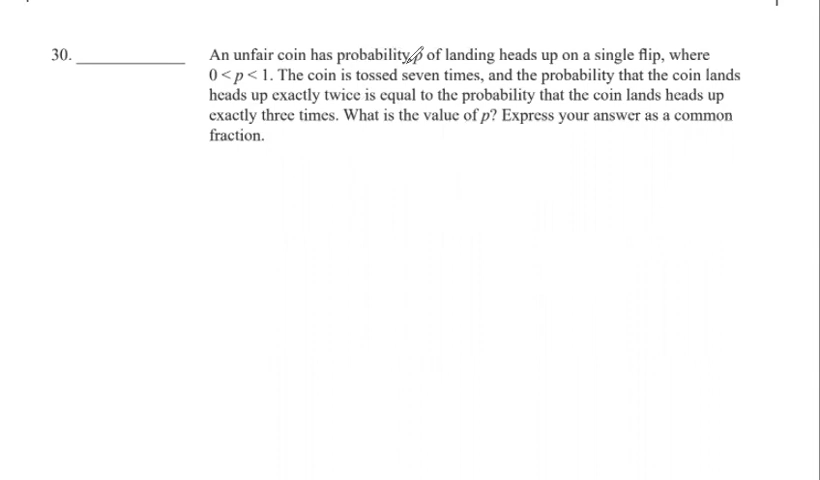 30. ____________ An unfair coin has probability p of landing heads up on a single flip, where
0 < p < 1. The coin is tossed seven times, and the probability that the coin lands
heads up exactly twice is equal to the probability that the coin lands heads up
exactly three times. What is the value of p? Express your answer as a common
fraction.